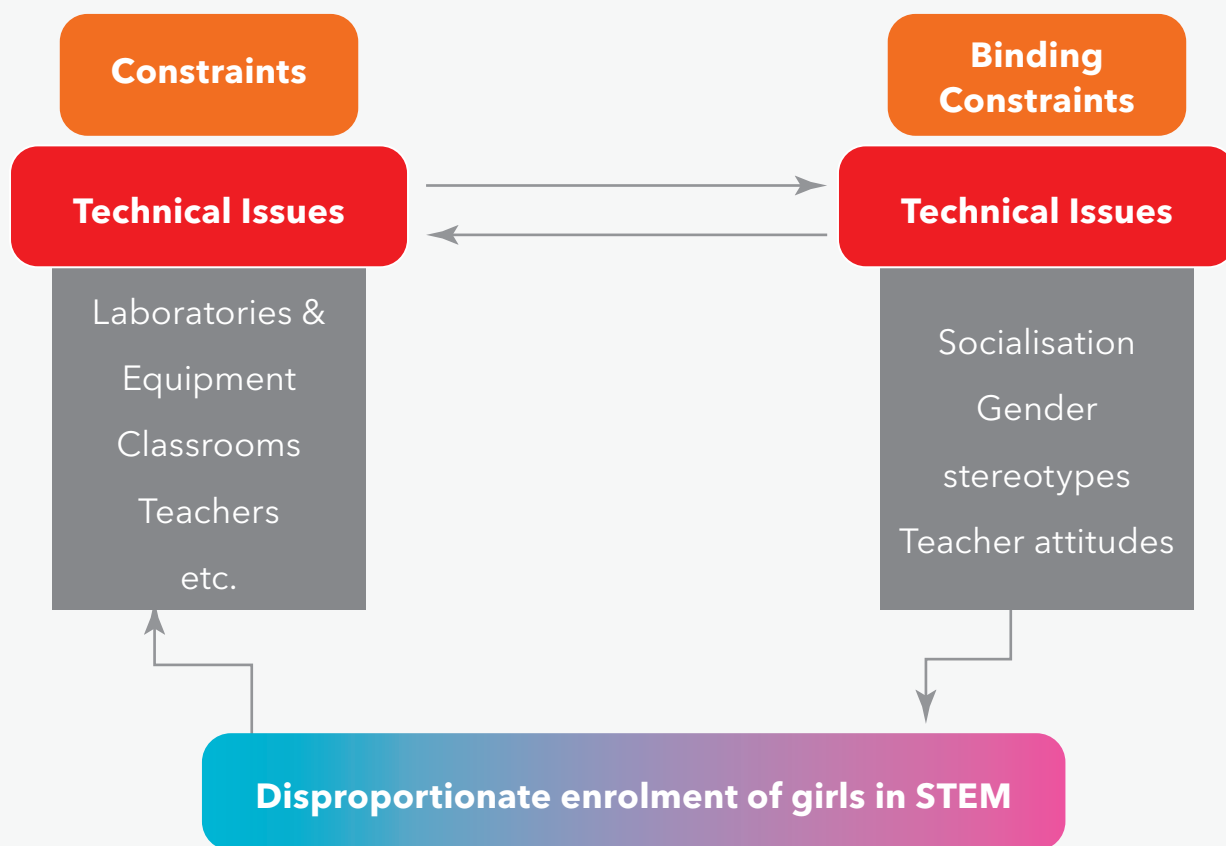 Constraints
Technical Issues
Laboratories &
Equipment
Classrooms
Teachers
etc.
Binding
Constraints
Technical Issues
Socialisation
Gender
stereotypes
Teacher attitudes
Disproportionate enrolment of girls in STEM